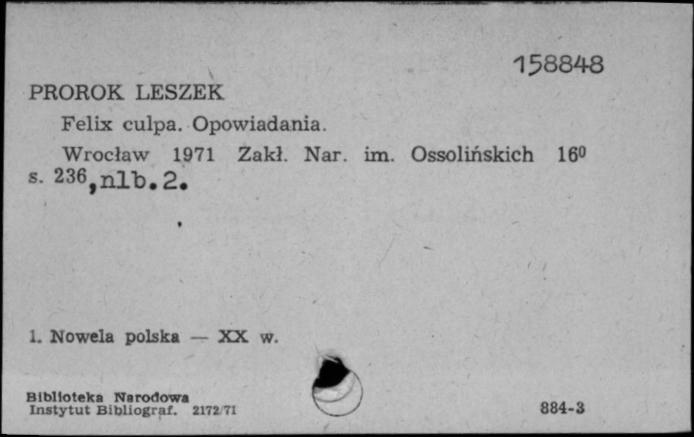 158848
PROROK LESZEK
Felix culpa. Opowiadania.
Wrocław 1971 Zakł. Nar. im. Ossolińskich 16⁰
s. 236, nlb. 2.
1. Nowela polska — XX w.
Biblioteka Narodowa
Instytut Bibliograf. 2172/71
884-3